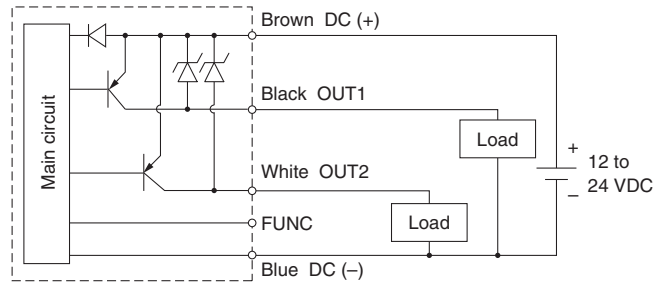 Brown DC (+)
Main circuit
Black OUT1
Load
+
12 to
24 VDC
–
White OUT2
Load
FUNC
Blue DC (–)